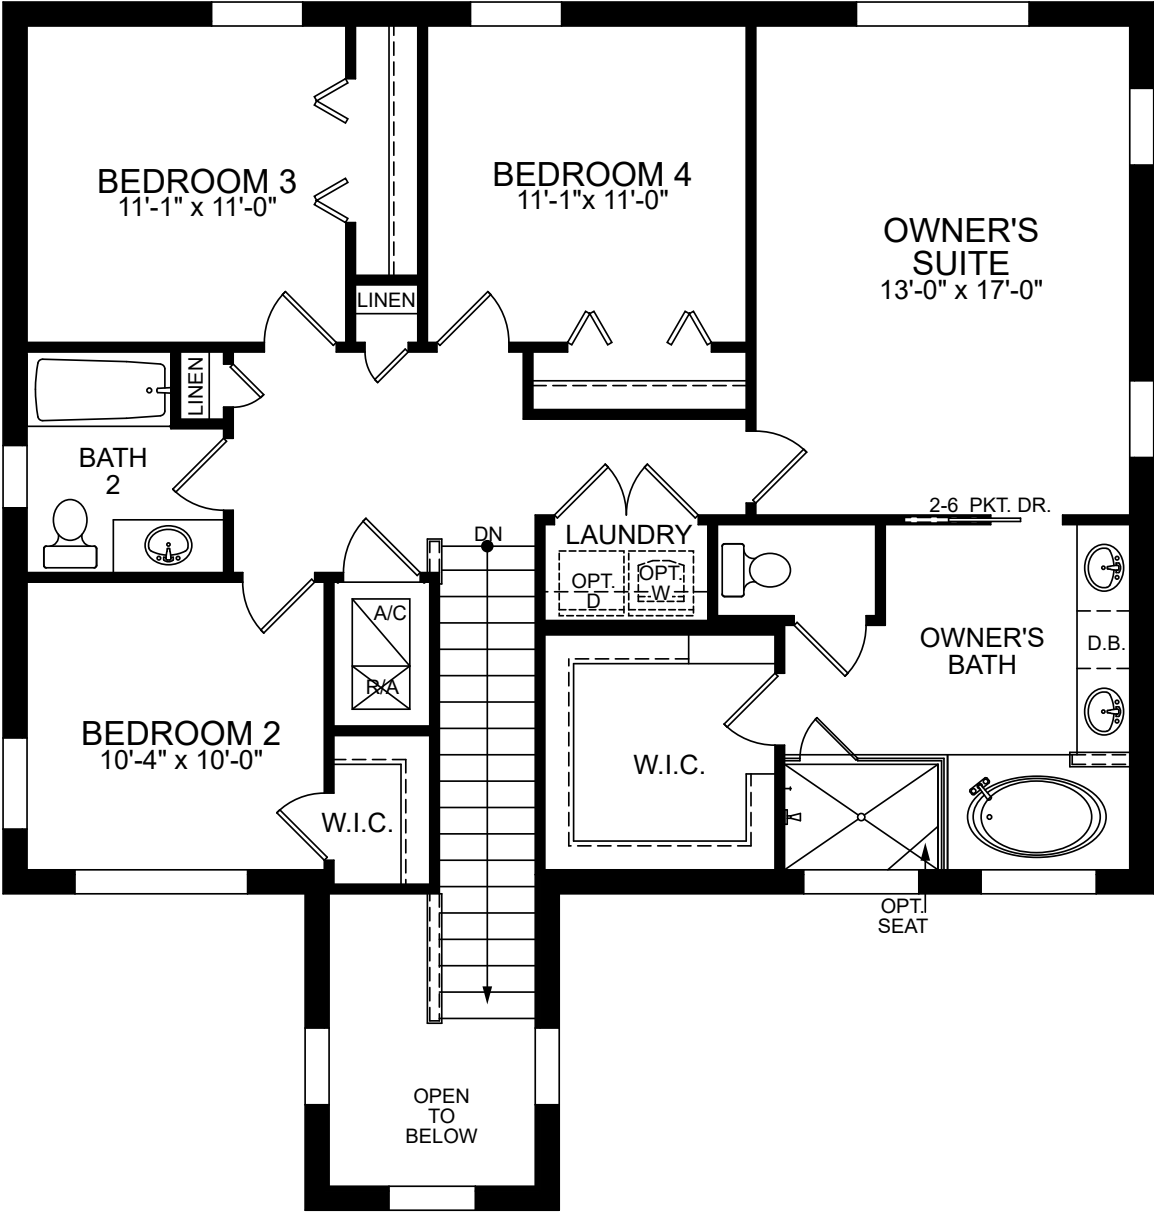 BEDROOM 3
11'-1" x 11'-0"
BEDROOM 4
11'-1"x 11'-0"
OWNER'S
SUITE
13'-0" x 17'-0"
LINEN
LINEN
BATH
2
2-6 PKT. DR.
DN
LAUNDRY
OPT.
D
OPT.
W.
A/C
R/A
OWNER'S
BATH
D.B.
BEDROOM 2
10'-4" x 10'-0"
W.I.C.
W.I.C.
OPT.
SEAT
OPEN
TO
BELOW